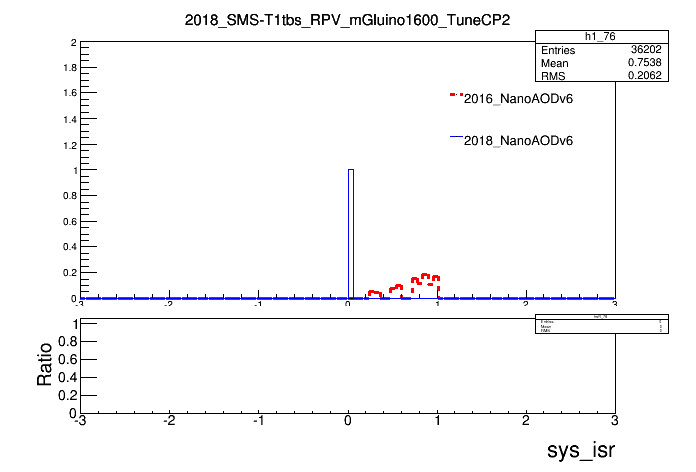 2018_SMS-T1tbs_RPV_mGluino1600_TuneCP2
h1_76
Entries 36202
Mean 0.7538
RMS 0.2062
2016_NanoAODv6
2018_NanoAODv6
2
1.8
1.6
1.4
1.2
1
0.8
0.6
0.4
0.2
0
-3 -2 -1 0 1 2 3
Entries
Mean
RMS
Ratio
1
0.8
0.6
0.4
0.2
0
-3 -2 -1 0 1 2 3
sys_isr